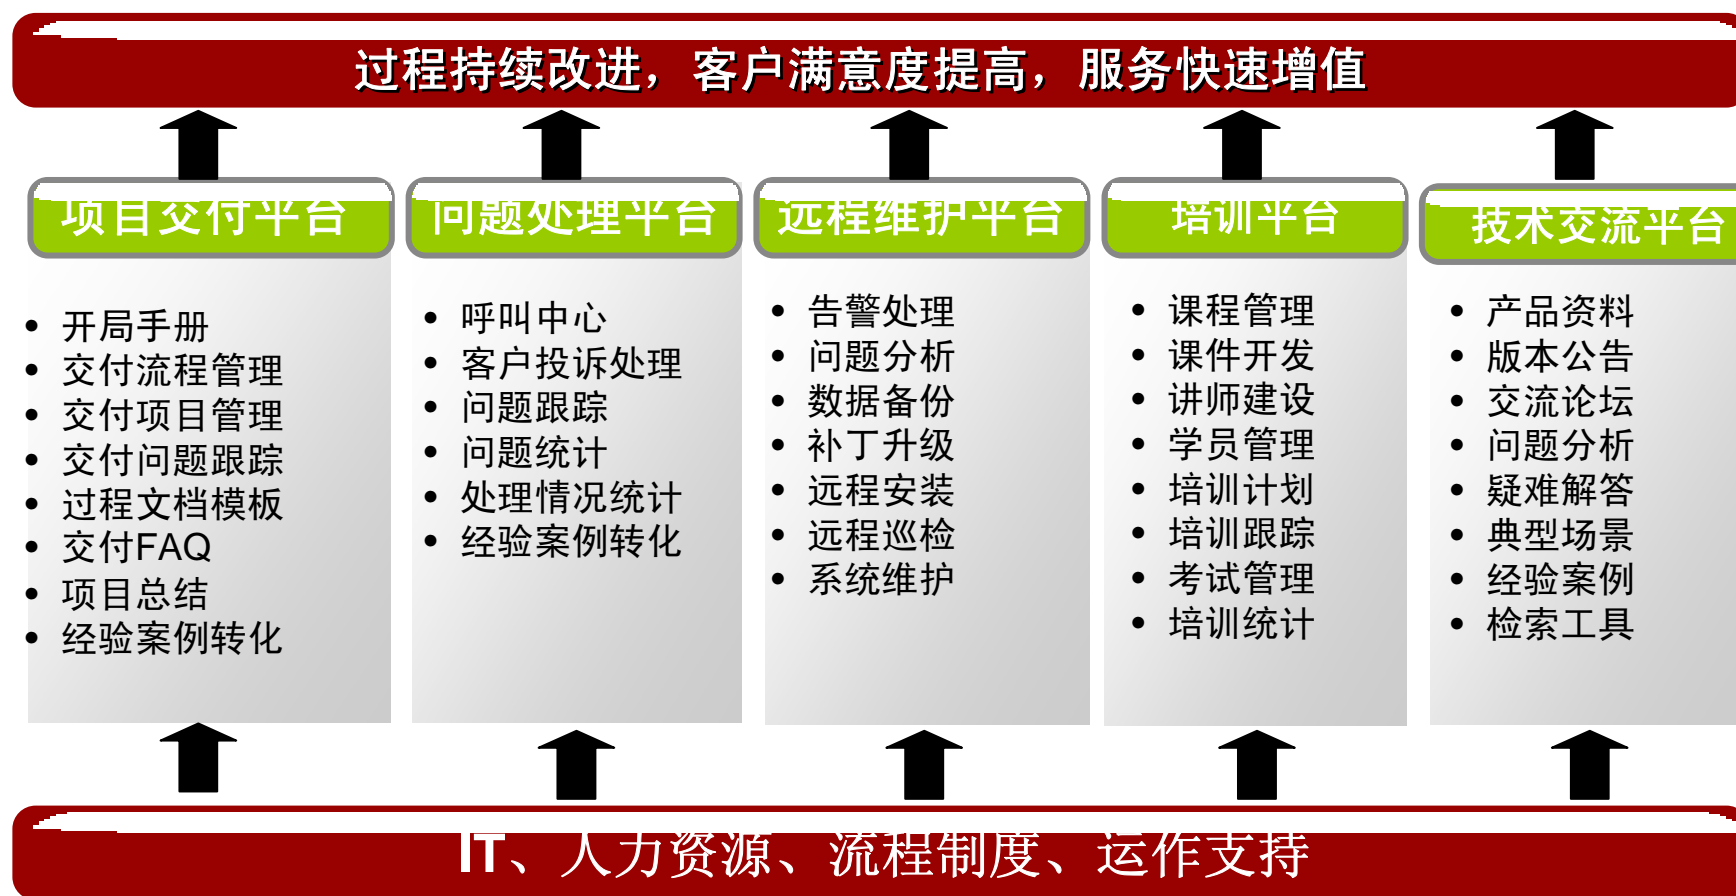 过程持续改进，客户满意度提高，服务快速增值
项目交付平台
开局手册
交付流程管理
交付项目管理
交付问题跟踪
过程文档模板
交付FAQ
项目总结
经验案例转化
问题处理平台
呼叫中心
客户投诉处理
问题跟踪
问题统计
处理情况统计
经验案例转化
远程维护平台
告警处理
问题分析
数据备份
补丁升级
远程安装
远程巡检
系统维护
培训平台
课程管理
课件开发
讲师建设
学员管理
培训计划
培训跟踪
考试管理
培训统计
技术交流平台
产品资料
版本公告
交流论坛
问题分析
疑难解答
典型场景
经验案例
检索工具
IT、人力资源、流程制度、运作支持